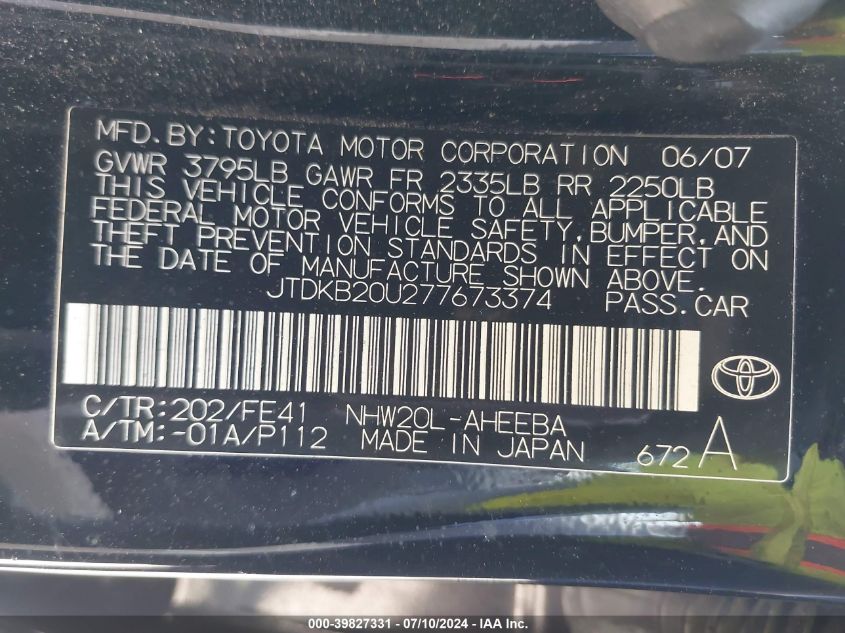 MFD.BY:TOYOTA MOTOR CORPORATION 06/07
GVWR 3795LB GAWR FR 2335LB RR 2250LB
THIS VEHICLE CONFORMS TO ALL APPLICABLE
FEDERAL MOTOR VEHICLE SAFETY,BUMPER,AND
THEFT PREVENTION STANDARDS IN EFFECT ON
THE DATE OF MANUFACTURE SHOWN ABOVE.
JTDKB20U277673374 PASS.CAR
C/TR:202/FE41 NHW20L-AHEEBA
A/TM:-01A/P112 MADE IN JAPAN 672 A
000-39827331 / 07/10/2024 - IAA Inc.